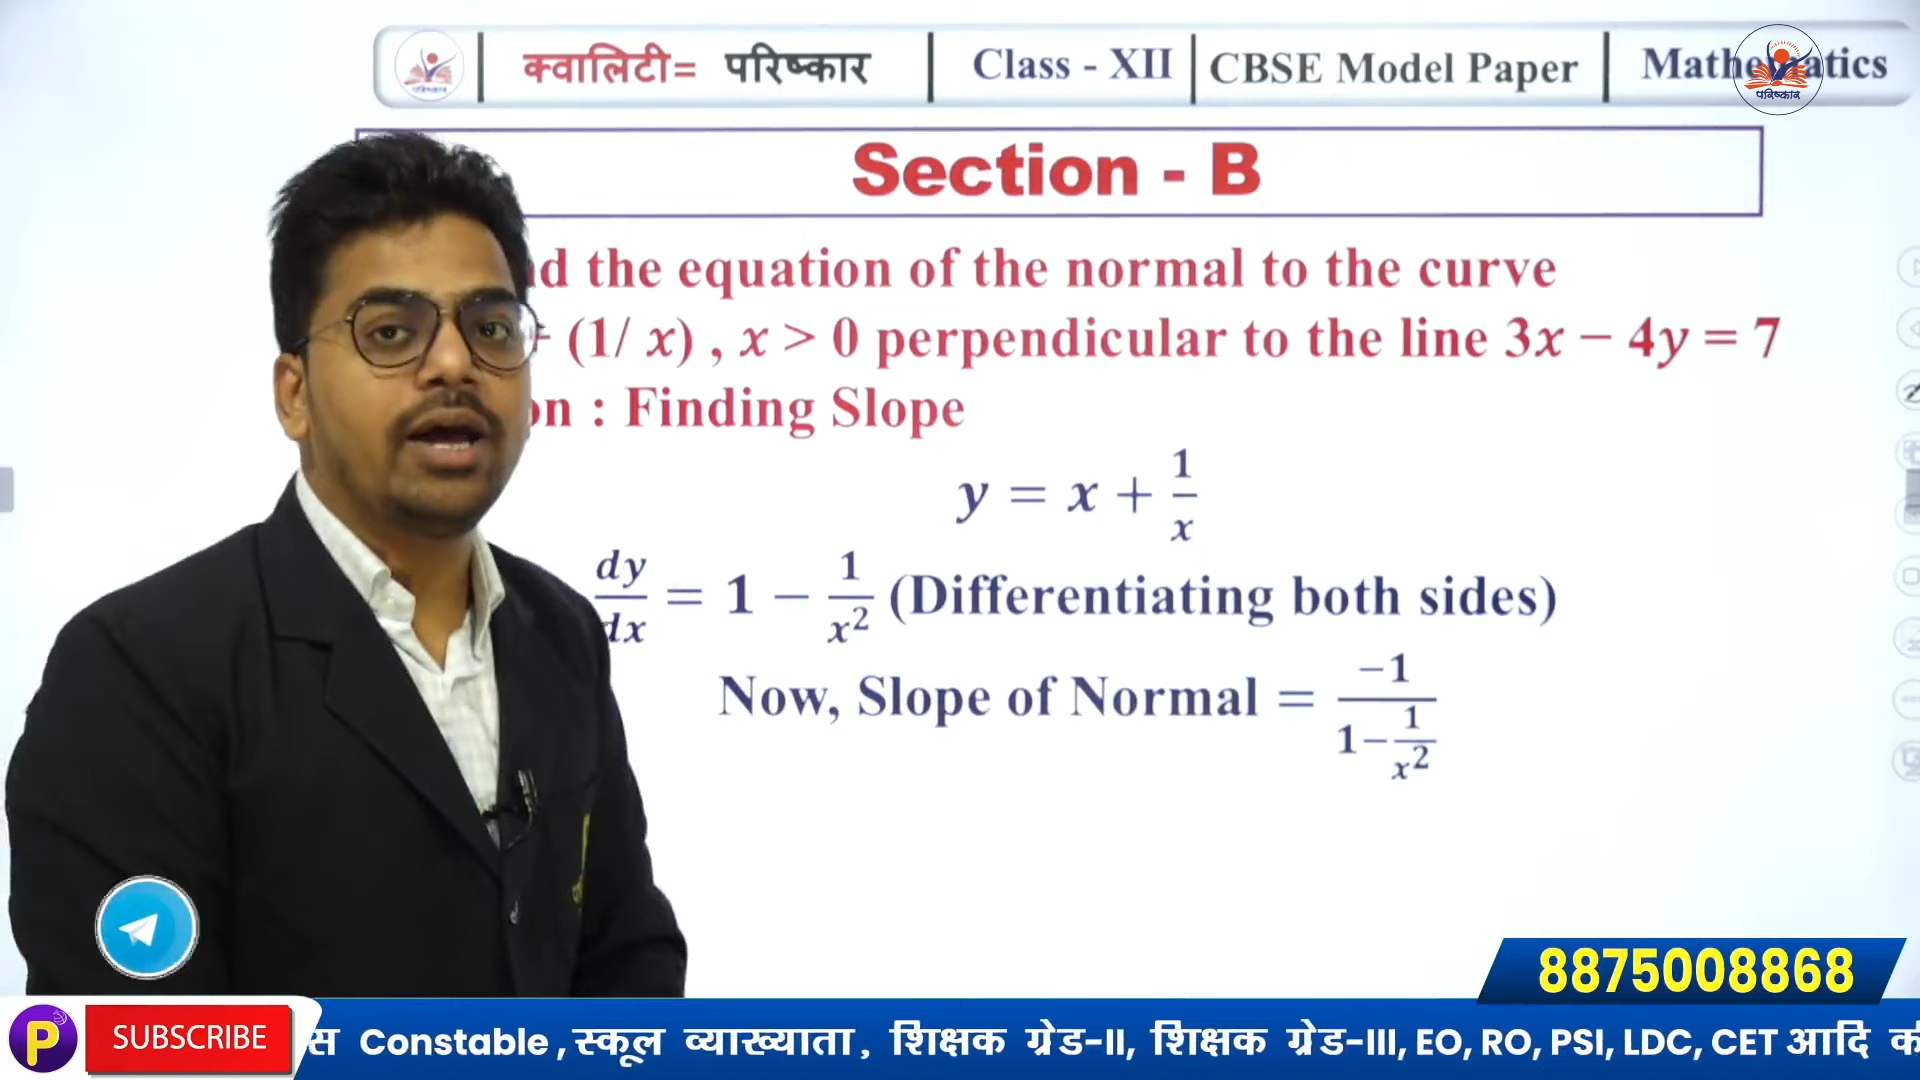 क्वालिटी= परिष्कार | Class - XII | CBSE Model Paper | Mathematics
परिष्कार
Section - B
the equation of the normal to the curve
(1/ x) , x > 0 perpendicular to the line 3x − 4y = 7
: Finding Slope
y = x + 1/x
dy/dx = 1 − 1/x² (Differentiating both sides)
Now, Slope of Normal = −1/(1−1/x²)
8875008868
SUBSCRIBE
Constable , स्कूल व्याख्याता, शिक्षक ग्रेड-II, शिक्षक ग्रेड-III, EO, RO, PSI, LDC, CET आदि